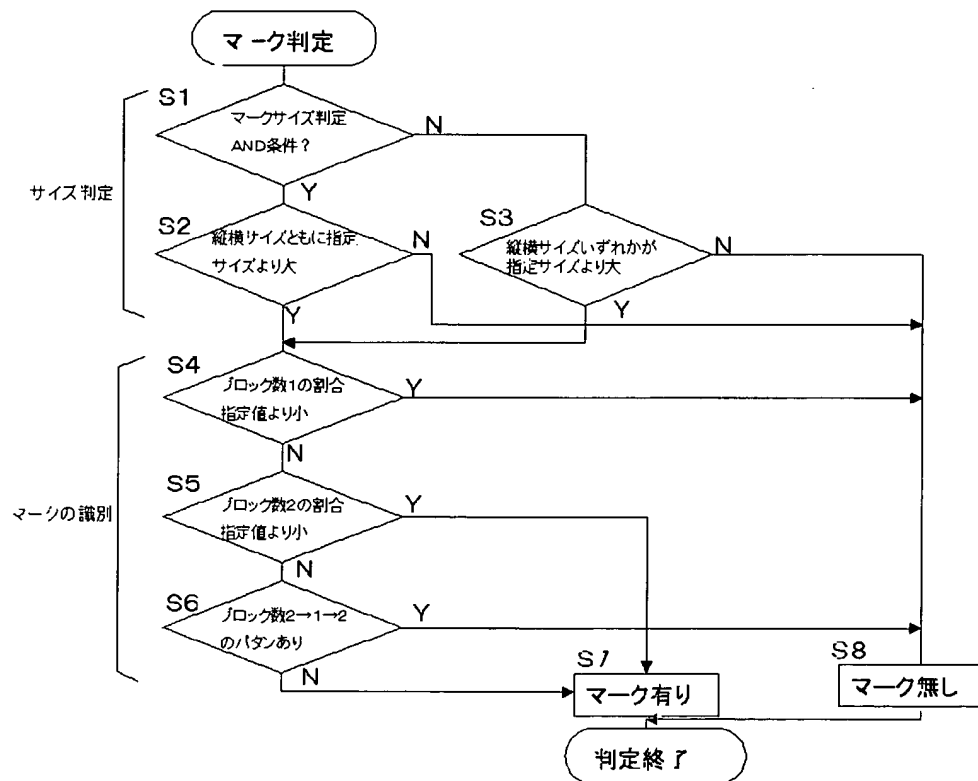 マーク判定
S1
マークサイズ判定
AND条件?
N
Y
サイズ判定
S2
縦横サイズともに指定
サイズより大
N
Y
S3
縦横サイズいずれかが
指定サイズより大
N
Y
S4
ブロック数1の割合
指定値より小
Y
N
マークの識別
S5
ブロック数2の割合
指定値より小
Y
N
S6
ブロック数2→1→2
のパタンあり
Y
N
S7
マーク有り
S8
マーク無し
判定終了